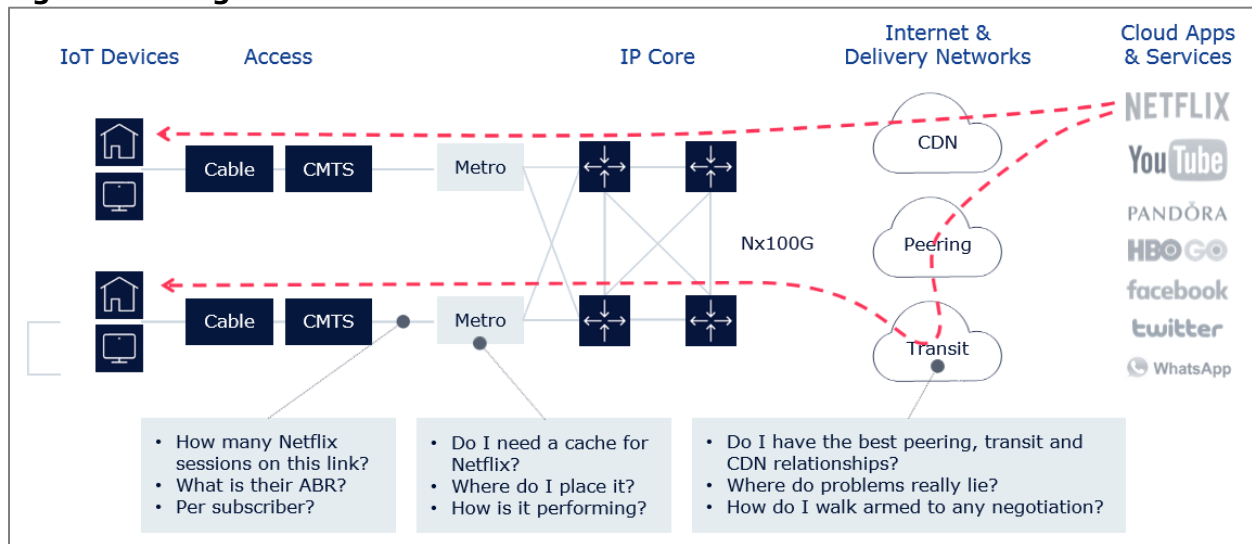 IoT Devices
Access
IP Core
Internet &
Delivery Networks
Cloud Apps
& Services
NETFLIX
CDN
YouTube
Cable
CMTS
Metro
PANDÖRA
Nx100G
Peering
HBO GO
facebook
Cable
CMTS
Metro
twitter
Transit
WhatsApp
• How many Netflix
sessions on this link?
• What is their ABR?
• Per subscriber?
• Do I need a cache for
Netflix?
• Where do I place it?
• How is it performing?
• Do I have the best peering, transit and
CDN relationships?
• Where do problems really lie?
• How do I walk armed to any negotiation?